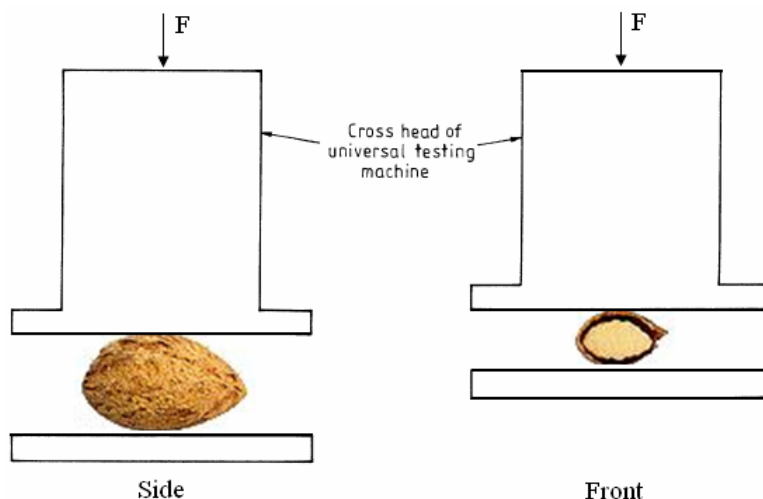 F
F
Cross head of
universal testing
machine
Side
Front